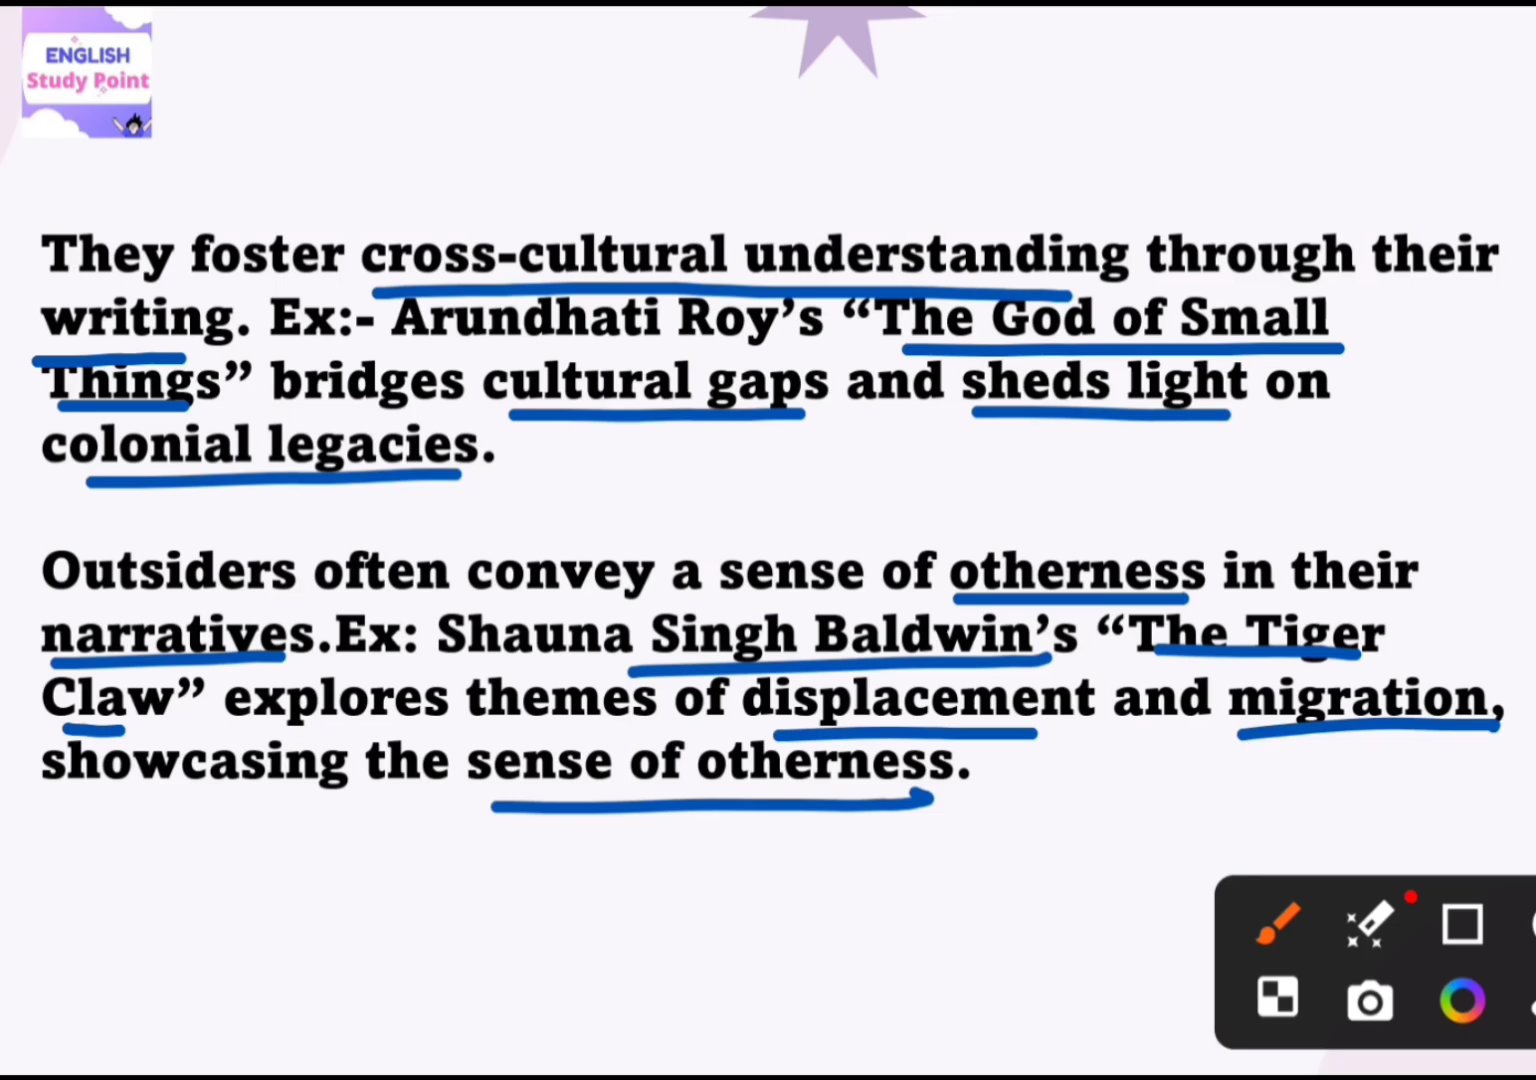 ENGLISH
Study Point
They foster cross-cultural understanding through their
writing. Ex:- Arundhati Roy’s “The God of Small
Things” bridges cultural gaps and sheds light on
colonial legacies.
Outsiders often convey a sense of otherness in their
narratives.Ex: Shauna Singh Baldwin’s “The Tiger
Claw” explores themes of displacement and migration,
showcasing the sense of otherness.